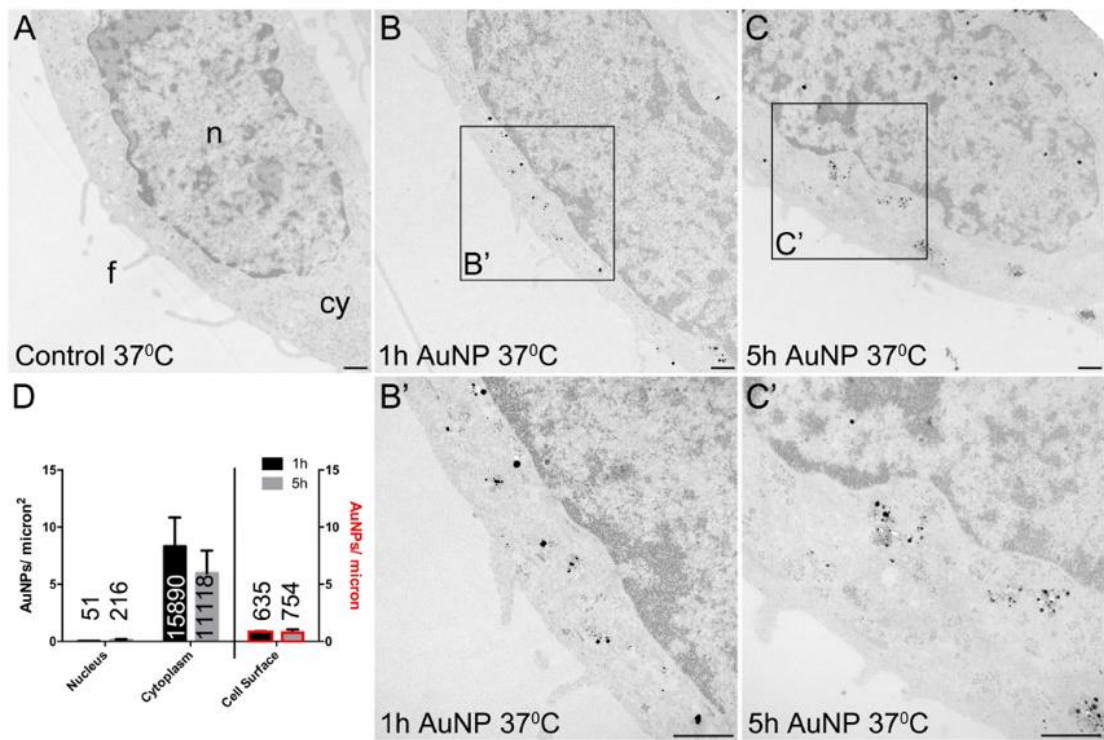 A
n
f
cy
Control 37⁰C
B
B’
1h AuNP 37⁰C
C
C’
5h AuNP 37⁰C
D
1h
5h
AuNPs/ micron²
15
10
5
0
51
216
15890
11118
635
754
15
10
5
0
AuNPs/ micron
Nucleus
Cytoplasm
Cell Surface
B’
1h AuNP 37⁰C
C’
5h AuNP 37⁰C